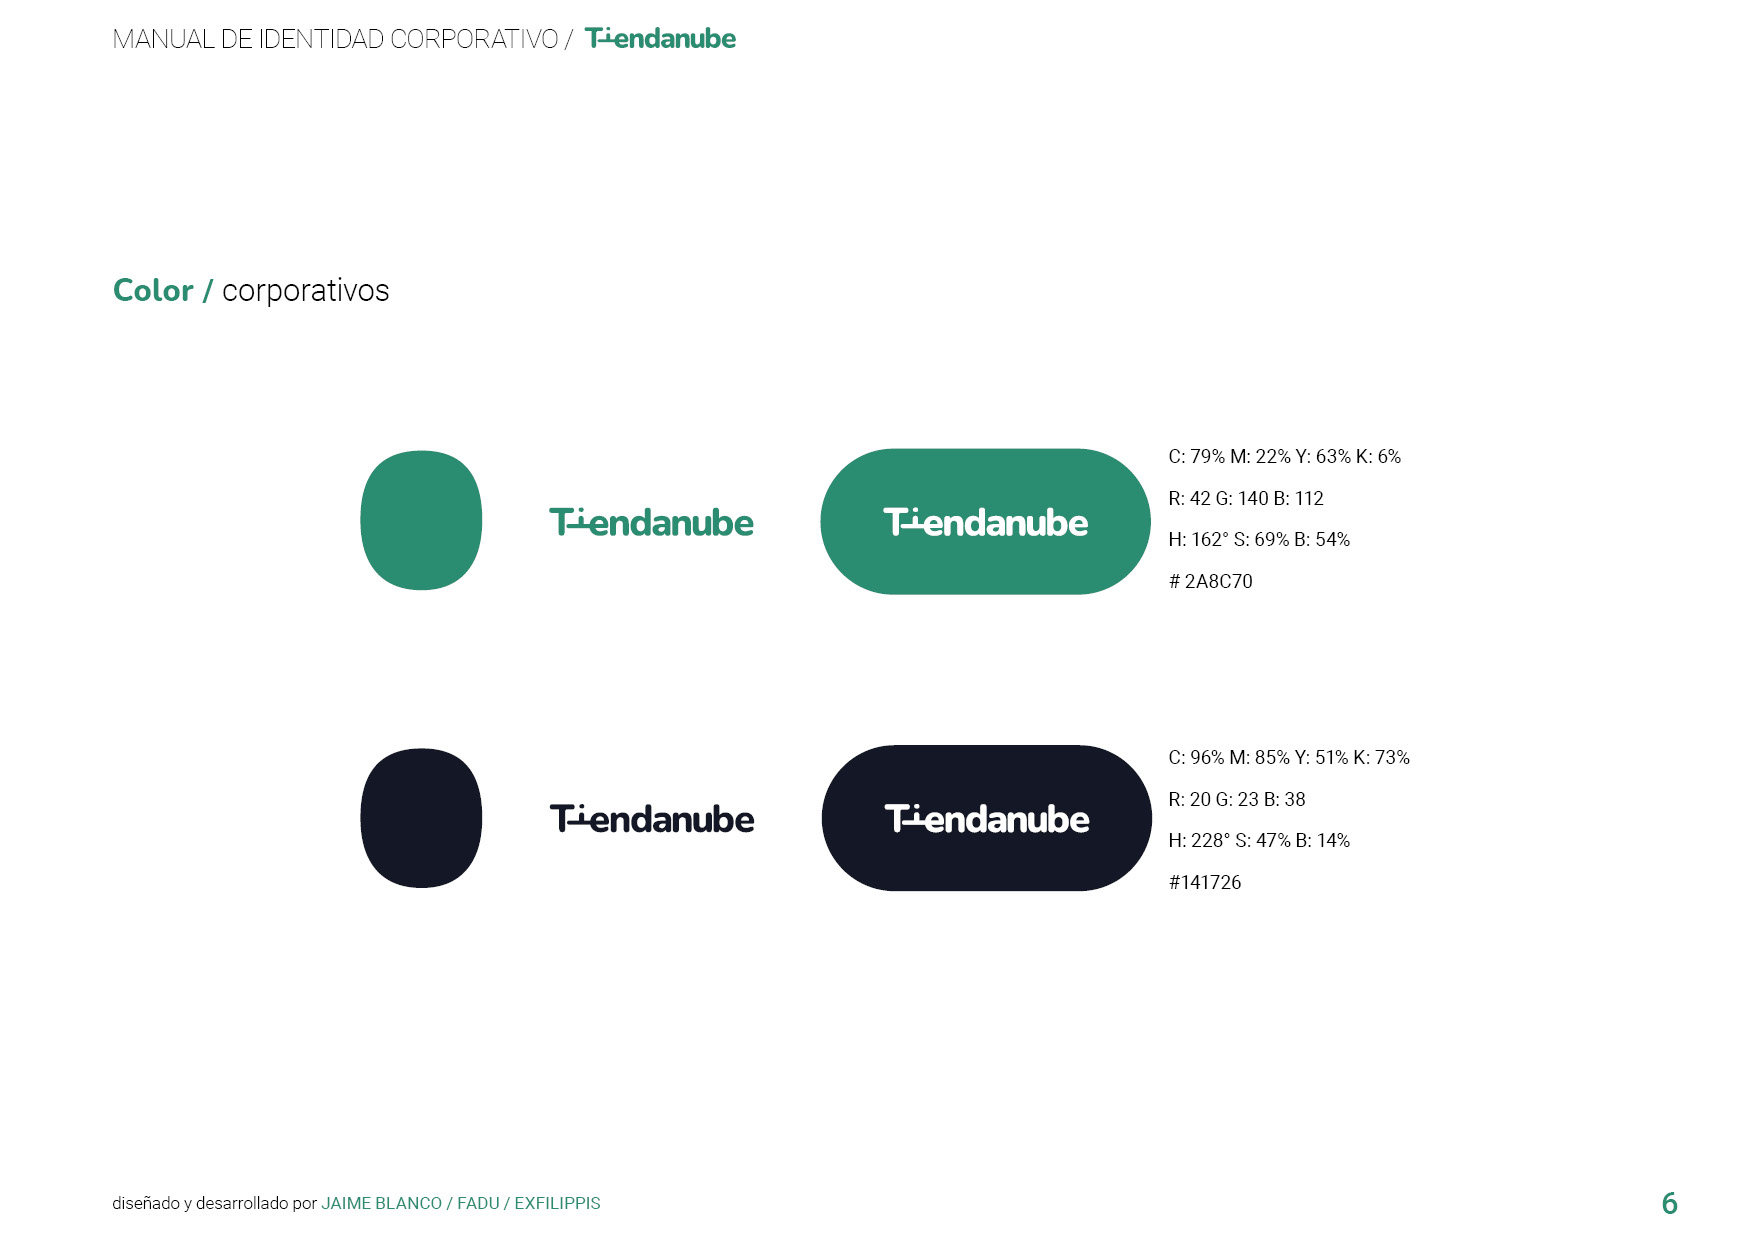 MANUAL DE IDENTIDAD CORPORATIVO / Tiendanube
Color / corporativos
Tiendanube
Tiendanube
C: 79% M: 22% Y: 63% K: 6%
R: 42 G: 140 B: 112
H: 162° S: 69% B: 54%
# 2A8C70
Tiendanube
Tiendanube
C: 96% M: 85% Y: 51% K: 73%
R: 20 G: 23 B: 38
H: 228° S: 47% B: 14%
#141726
diseñado y desarrollado por JAIME BLANCO / FADU / EXFILIPPIS
6